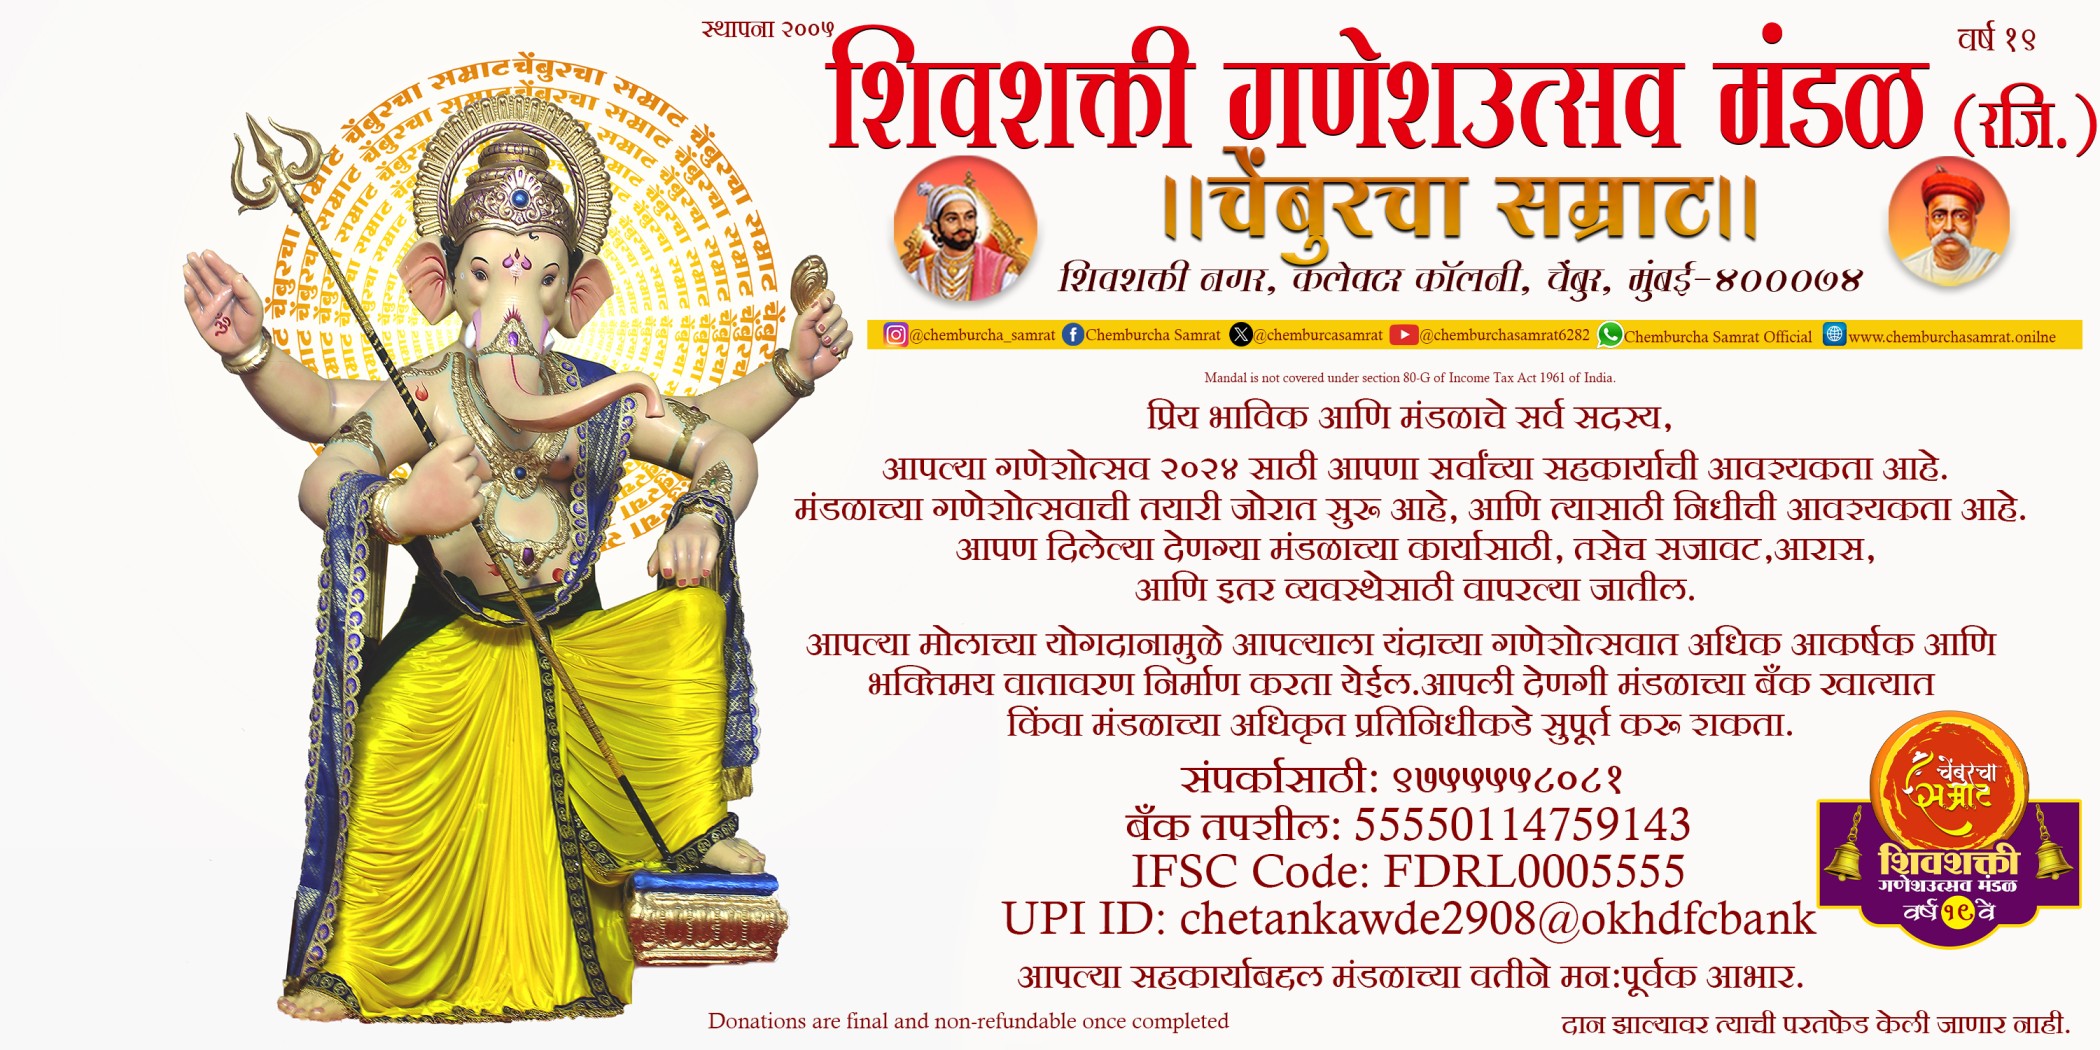 स्थापना २००५
वर्ष १९
शिवशक्ती गणेशउत्सव मंडळ (रजि.)
||चेंबुरचा सम्राट||
शिवशक्ती नगर, कलेक्टर कॉलनी, चेंबुर, मुंबई-४०००७४
@chemburcha_samrat Chemburcha Samrat @chemburcasamrat @chemburchasamrat6282 Chemburcha Samrat Official www.chemburchasamrat.onilne
Mandal is not covered under section 80-G of Income Tax Act 1961 of India.
प्रिय भाविक आणि मंडळाचे सर्व सदस्य,
आपल्या गणेशोत्सव २०२४ साठी आपणा सर्वांच्या सहकार्याची आवश्यकता आहे.
मंडळाच्या गणेशोत्सवाची तयारी जोरात सुरू आहे, आणि त्यासाठी निधीची आवश्यकता आहे.
आपण दिलेल्या देणग्या मंडळाच्या कार्यासाठी, तसेच सजावट,आरास,
आणि इतर व्यवस्थेसाठी वापरल्या जातील.
आपल्या मोलाच्या योगदानामुळे आपल्याला यंदाच्या गणेशोत्सवात अधिक आकर्षक आणि
भक्तिमय वातावरण निर्माण करता येईल.आपली देणगी मंडळाच्या बँक खात्यात
किंवा मंडळाच्या अधिकृत प्रतिनिधीकडे सुपूर्त करू शकता.
संपर्कासाठी: ९७५५५५८०८१
बँक तपशील: 55550114759143
IFSC Code: FDRL0005555
UPI ID: chetankawde2908@okhdfcbank
चेंबुरचा
सम्राट
शिवशक्ती
गणेशउत्सव मंडळ
वर्ष १९ वे
आपल्या सहकार्याबद्दल मंडळाच्या वतीने मन:पूर्वक आभार.
Donations are final and non-refundable once completed
दान झाल्यावर त्याची परतफेड केली जाणार नाही.